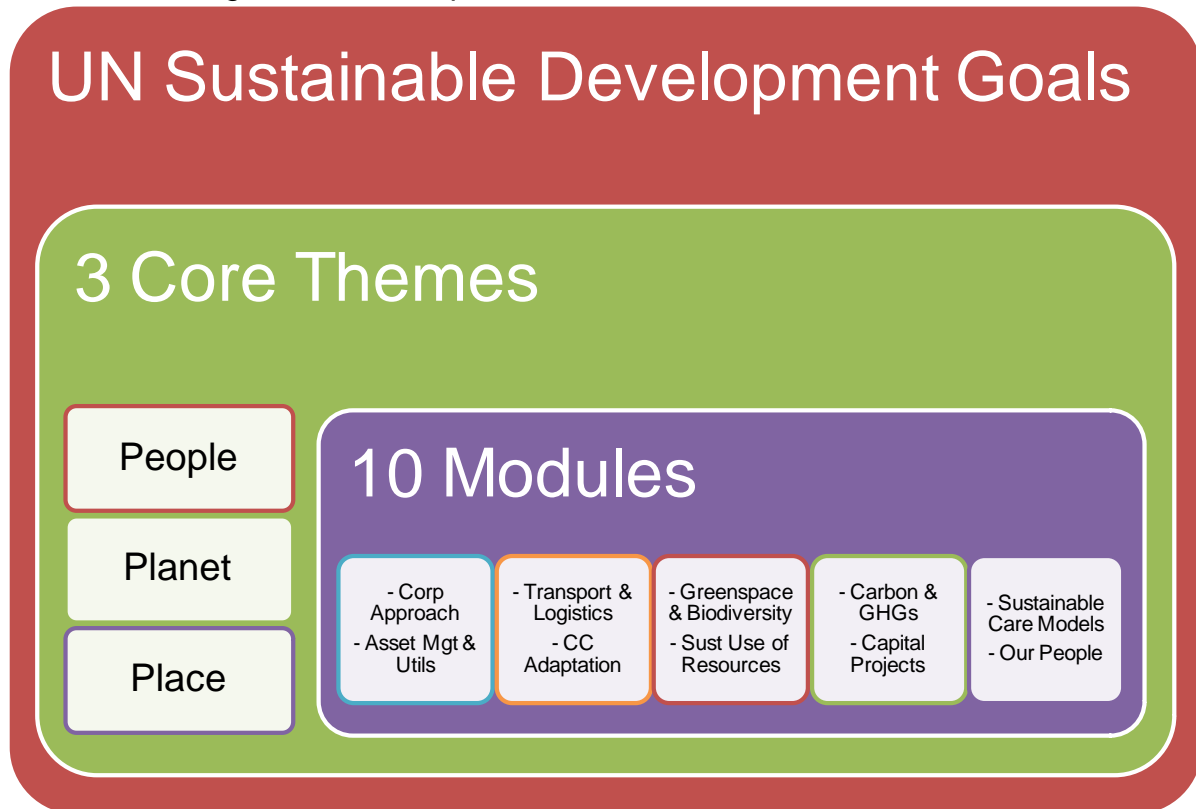 UN Sustainable Development Goals
3 Core Themes
People
Planet
Place
10 Modules
- Corp
Approach
- Asset Mgt &
Utils
- Transport &
Logistics
- CC
Adaptation
- Greenspace
& Biodiversity
- Sust Use of
Resources
- Carbon &
GHGs
- Capital
Projects
- Sustainable
Care Models
- Our People